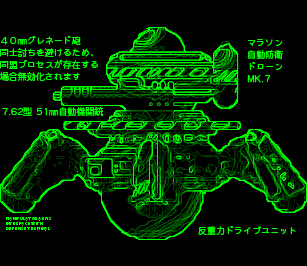 40mmグレネード砲
同士討ちを避けるため、
同盟プロセスが存在する
場合無効化されます
マラソン
自動防衛
ドローン
MK.7
7.62型 51mm自動機関銃
反重力ドライブユニット